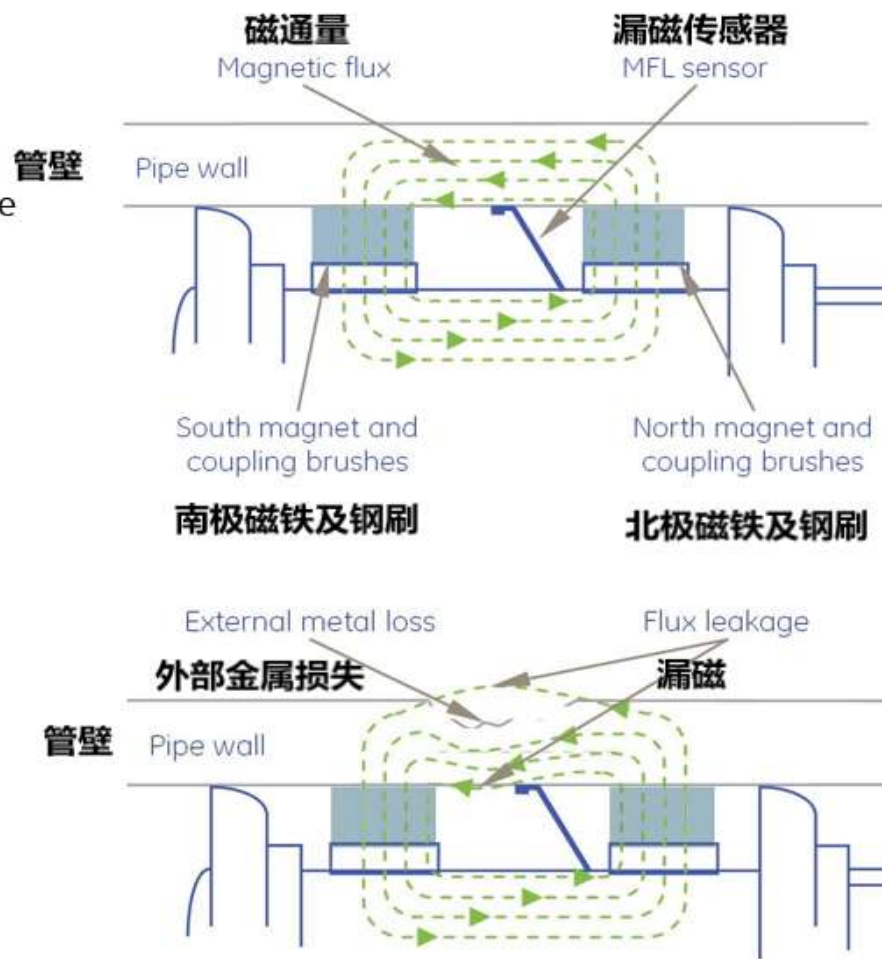 磁通量
Magnetic flux
漏磁传感器
MFL sensor
管壁
Pipe wall
e
South magnet and
coupling brushes
南极磁铁及钢刷
North magnet and
coupling brushes
北极磁铁及钢刷
External metal loss
外部金属损失
Flux leakage
漏磁
管壁
Pipe wall